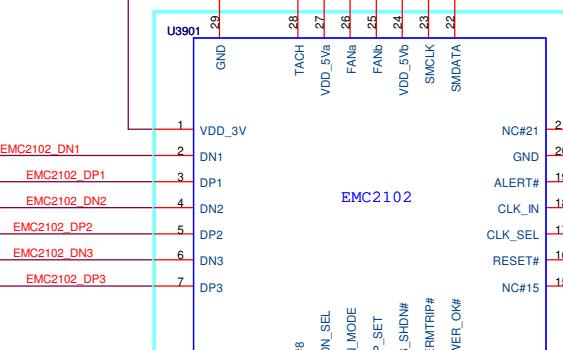 29 28 27 26 25 24 23 22
U3901
GND TACH VDD_5Va FANa FANb VDD_5Vb SMCLK SMDATA
1 VDD_3V NC#21
EMC2102_DN1 2 DN1 GND
EMC2102_DP1 3 DP1 ALERT#
EMC2102
EMC2102_DN2 4 DN2 CLK_IN
EMC2102_DP2 5 DP2 CLK_SEL
EMC2102_DN3 6 DN3 RESET#
EMC2102_DP3 7 DP3 NC#15